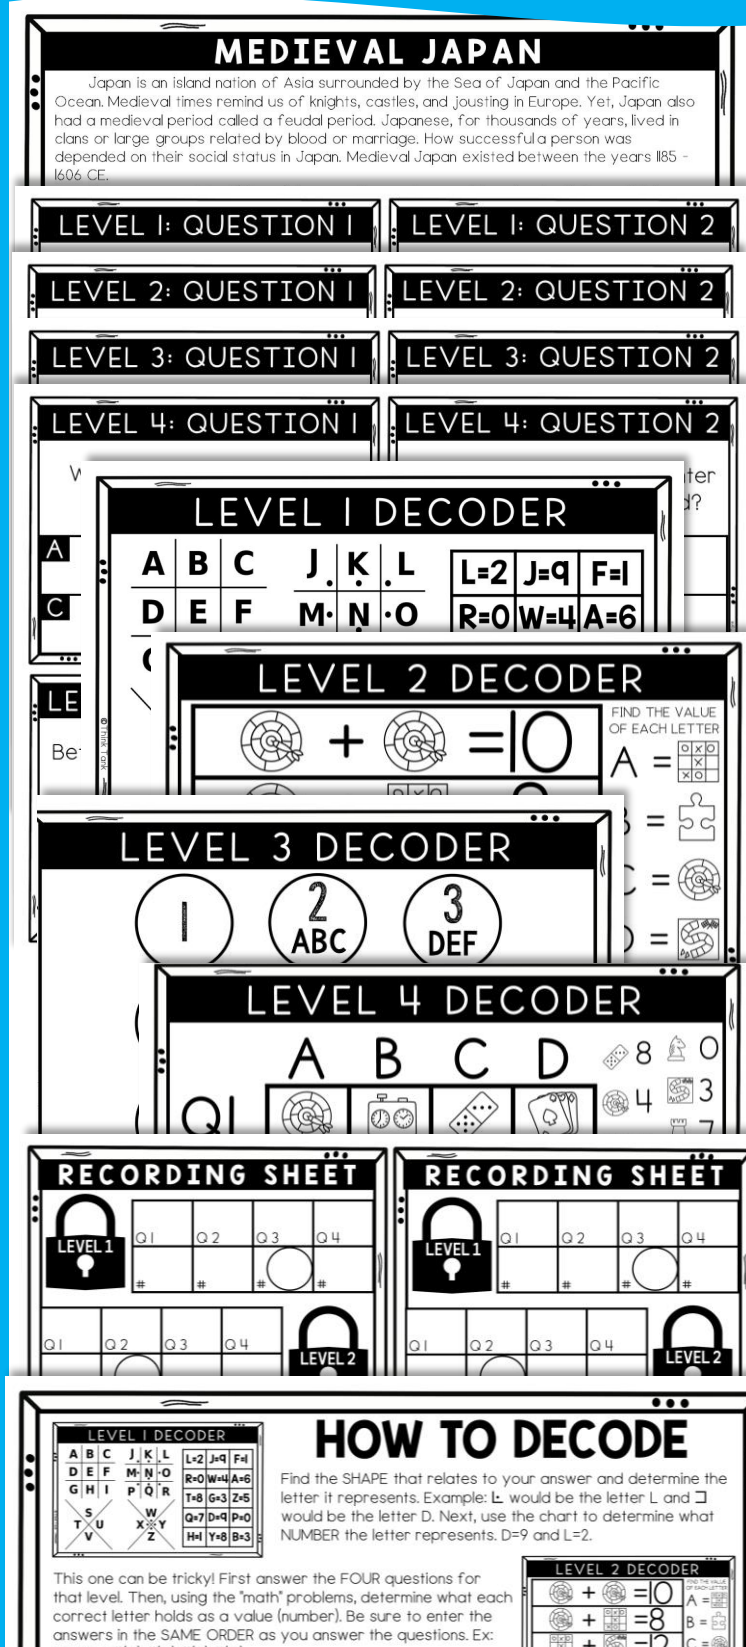 MEDIEVAL JAPAN
Japan is an island nation of Asia surrounded by the Sea of Japan and the Pacific
Ocean. Medieval times remind us of knights, castles, and jousting in Europe. Yet, Japan also
had a medieval period called a feudal period. Japanese, for thousands of years, lived in
clans or large groups related by blood or marriage. How successful a person was
depended on their social status in Japan. Medieval Japan existed between the years 1185 -
1606 CE.
LEVEL 1: QUESTION 1
LEVEL 1: QUESTION 2
LEVEL 2: QUESTION 1
LEVEL 2: QUESTION 2
LEVEL 3: QUESTION 1
LEVEL 3: QUESTION 2
LEVEL 4: QUESTION 1
LEVEL 4: QUESTION 2
A
C
LE
Be
© Think Tank
LEVEL 1 DECODER
A B C J K L L=2 J=9 F=1
D E F M N O R=0 W=4 A=6
LEVEL 2 DECODER
+ =10
FIND THE VALUE
OF EACH LETTER
A =
B =
C =
D =
LEVEL 3 DECODER
1 2 3
ABC DEF
LEVEL 4 DECODER
A B C D
8 0
Q1
4 3
7
RECORDING SHEET
LEVEL 1
Q1 Q2 Q3 Q4
# # # #
Q1 Q2 Q3 Q4
LEVEL 2
RECORDING SHEET
LEVEL 1
Q1 Q2 Q3 Q4
# # # #
Q1 Q2 Q3 Q4
LEVEL 2
HOW TO DECODE
LEVEL 1 DECODER
A B C J K L L=2 J=9 F=1
D E F M N O R=0 W=4 A=6
G H I P Q R T=8 G=3 Z=5
S W Q=7 D=9 P=0
T U X Y H=1 Y=8 B=3
V Z
Find the SHAPE that relates to your answer and determine the
letter it represents. Example: would be the letter L and
would be the letter D. Next, use the chart to determine what
NUMBER the letter represents. D=9 and L=2.
This one can be tricky! First answer the FOUR questions for
that level. Then, using the "math" problems, determine what each
correct letter holds as a value (number). Be sure to enter the
answers in the SAME ORDER as you answer the questions. Ex:
LEVEL 2 DECODER
+ =10
FIND THE VALUE
OF EACH LETTER
A =
+ =8
B =
C =